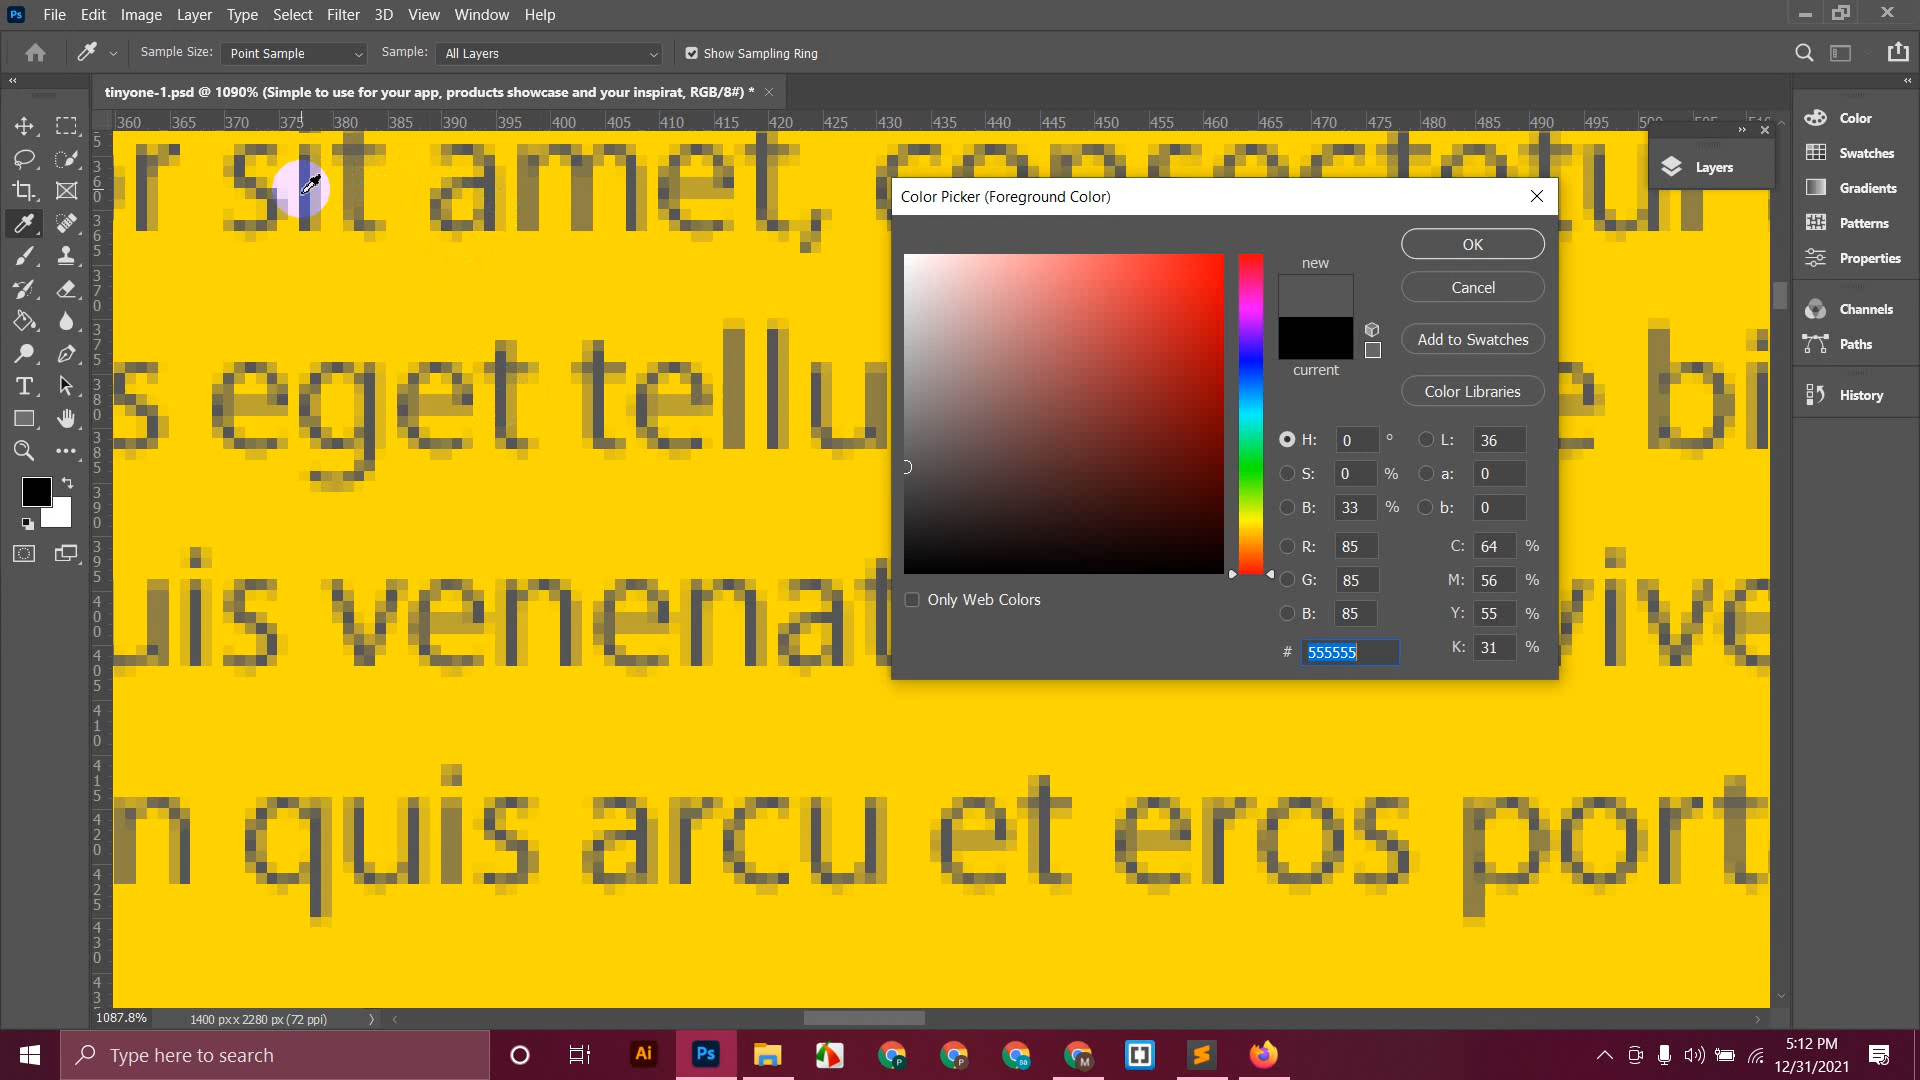 Ps File Edit Image Layer Type Select Filter 3D View Window Help
Sample Size: Point Sample Sample: All Layers Show Sampling Ring
tinyone-1.psd @ 1090% (Simple to use for your app, products showcase and your inspirat, RGB/8#) *
360 365 370 375 380 385 390 395 400 405 410 415 420 425 430 435 440 445 450 455 460 465 470 475 480 485 490 495
r sit amet, consectetur
s eget tellu
bi
uis venenat
vive
n quis arcu et eros port
Color Picker (Foreground Color)
OK
new
Cancel
Add to Swatches
current
Color Libraries
H: 0 ° L: 36
S: 0 % a: 0
B: 33 % b: 0
R: 85 C: 64 %
G: 85 M: 56 %
B: 85 Y: 55 %
# 555555 K: 31 %
Only Web Colors
Layers
Color
Swatches
Gradients
Patterns
Properties
Channels
Paths
History
1087.8% 1400 px x 2280 px (72 ppi)
Type here to search
Ai Ps
5:12 PM
12/31/2021